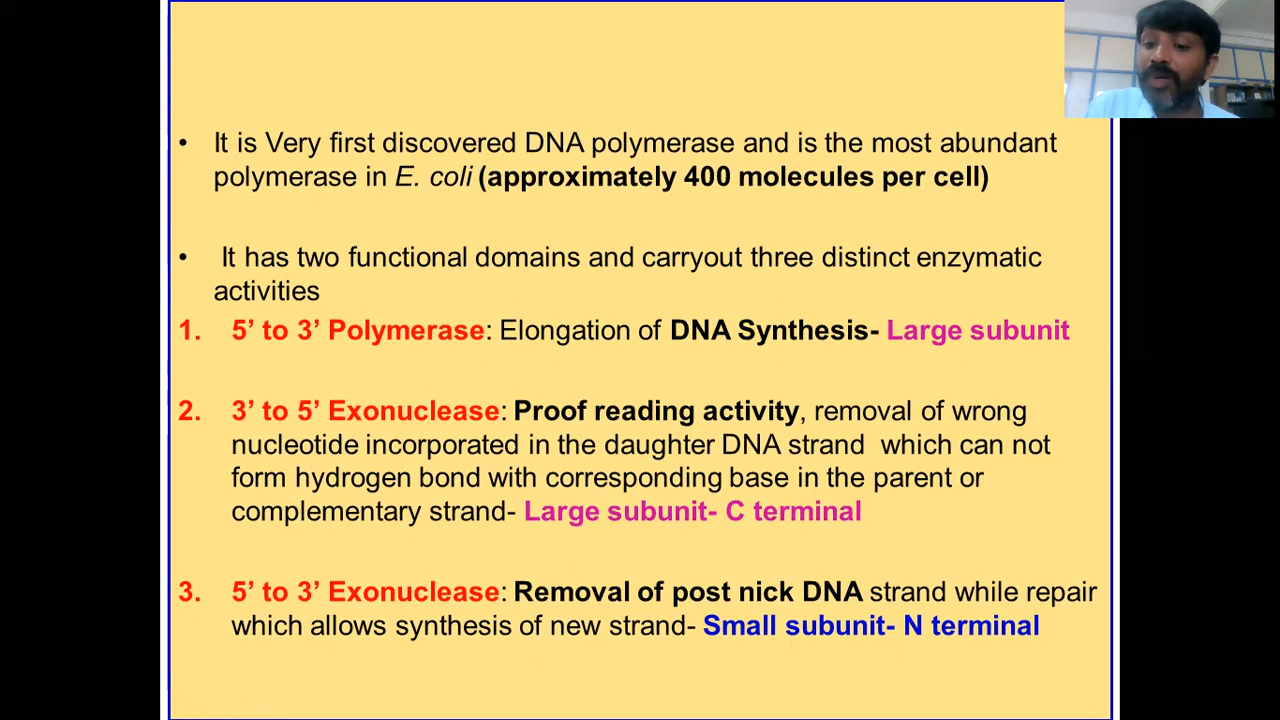 • It is Very first discovered DNA polymerase and is the most abundant
polymerase in E. coli (approximately 400 molecules per cell)
• It has two functional domains and carryout three distinct enzymatic
activities
1. 5’ to 3’ Polymerase: Elongation of DNA Synthesis- Large subunit
2. 3’ to 5’ Exonuclease: Proof reading activity, removal of wrong
nucleotide incorporated in the daughter DNA strand which can not
form hydrogen bond with corresponding base in the parent or
complementary strand- Large subunit- C terminal
3. 5’ to 3’ Exonuclease: Removal of post nick DNA strand while repair
which allows synthesis of new strand- Small subunit- N terminal